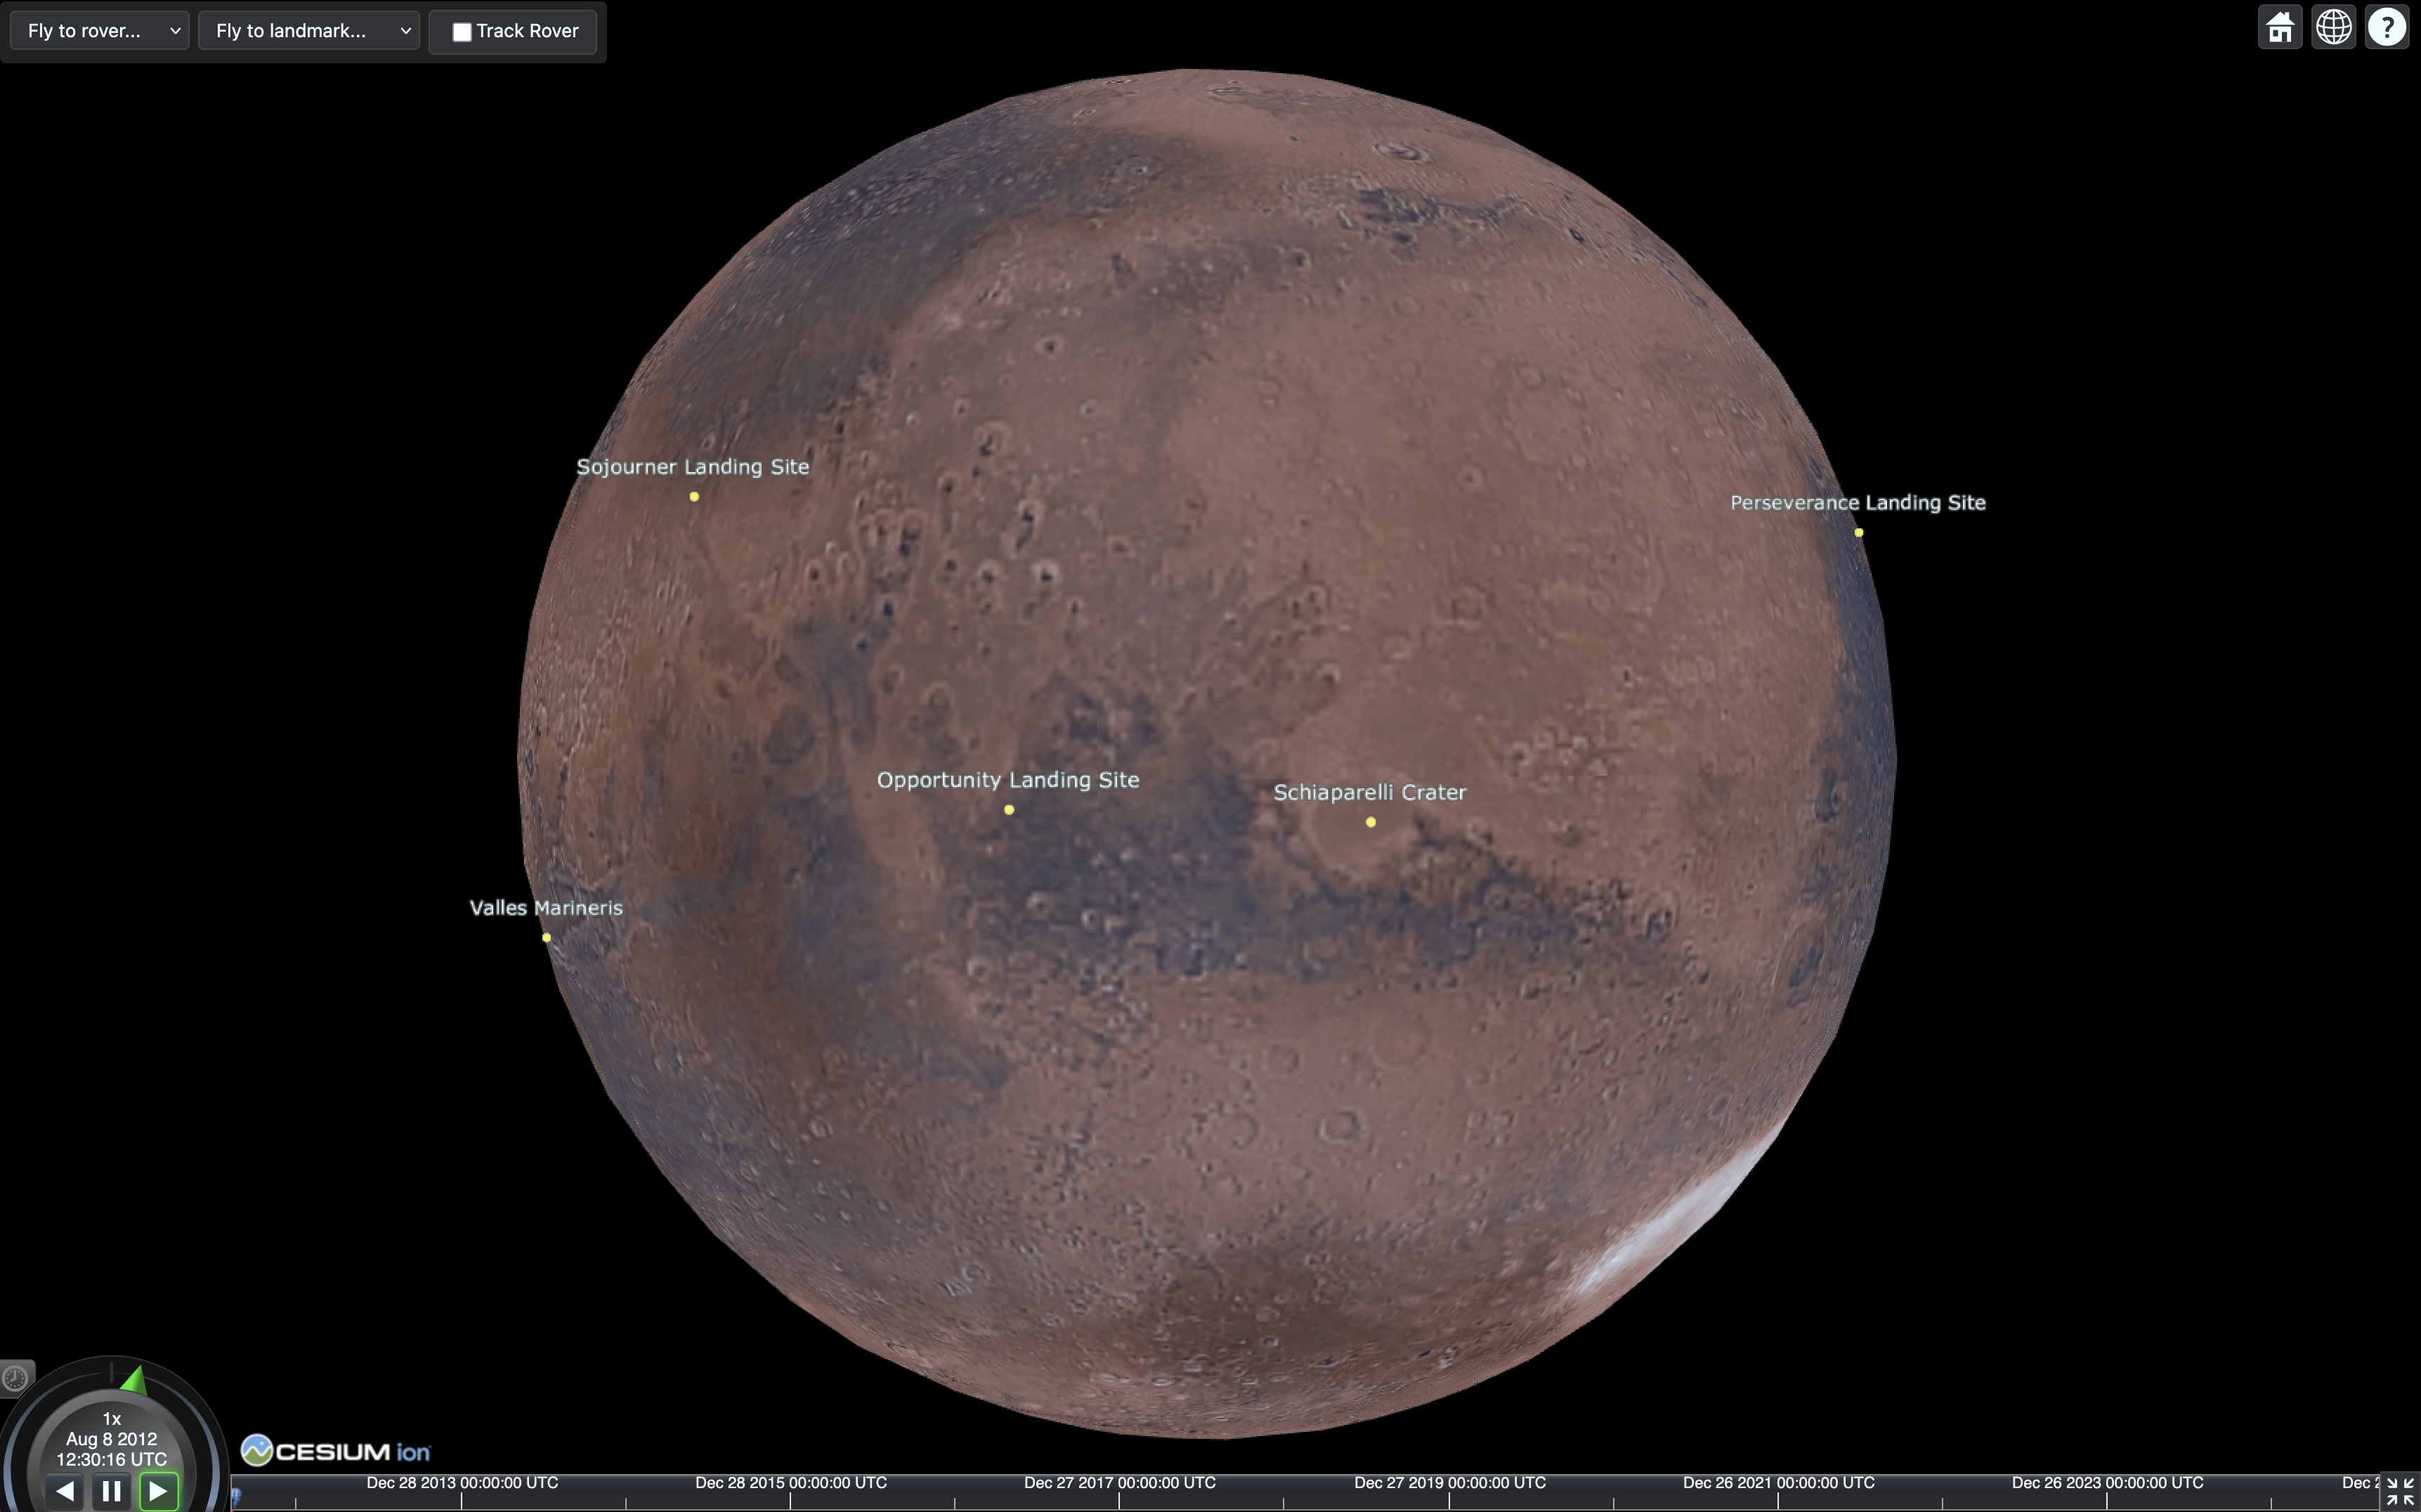 Fly to rover...
Fly to landmark...
Track Rover
?
Sojourner Landing Site
Perseverance Landing Site
Opportunity Landing Site
Schiaparelli Crater
Valles Marineris
1x
Aug 8 2012
12:30:16 UTC
CESIUM ion
Dec 28 2013 00:00:00 UTC
Dec 28 2015 00:00:00 UTC
Dec 27 2017 00:00:00 UTC
Dec 27 2019 00:00:00 UTC
Dec 26 2021 00:00:00 UTC
Dec 26 2023 00:00:00 UTC
Dec